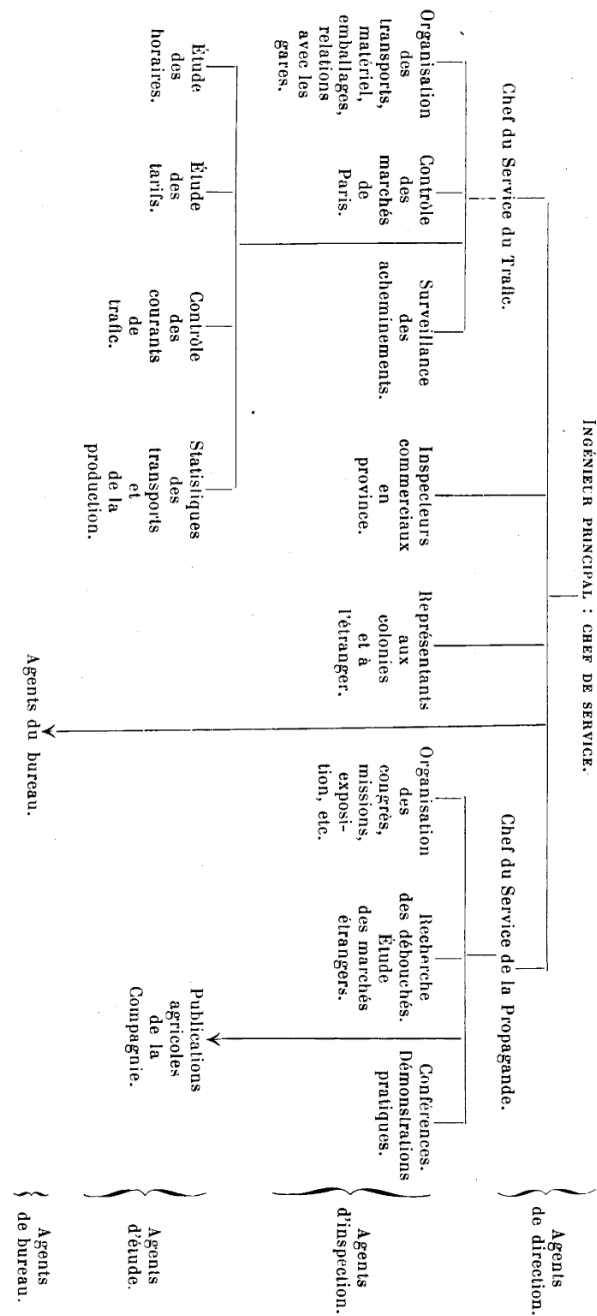 INGÉNIEUR PRINCIPAL : CHEF DE SERVICE.
Chef du Service du Trafic.
Chef du Service de la Propagande.
Agents
de direction.
Organisation
des
transports,
matériel,
emballages,
relations
avec les
gares.
Contrôle
des
marchés
de
Paris.
Surveillance
des
acheminements.
Inspecteurs
commerciaux
en
province.
Représentants
aux
colonies
et à
l'étranger.
Organisation
des
congrès,
missions,
exposi-
tion, etc.
Recherche
des débouchés.
Étude
des marchés
étrangers.
Conférences.
Démonstrations
pratiques.
Agents
d'inspection.
Étude
des
horaires.
Étude
des
tarifs.
Contrôle
des
courants
de
trafic.
Statistiques
des
transports
et
de la
production.
Publications
agricoles
de la
Compagnie.
Agents
d'étude.
Agents du bureau.
Agents
de bureau.